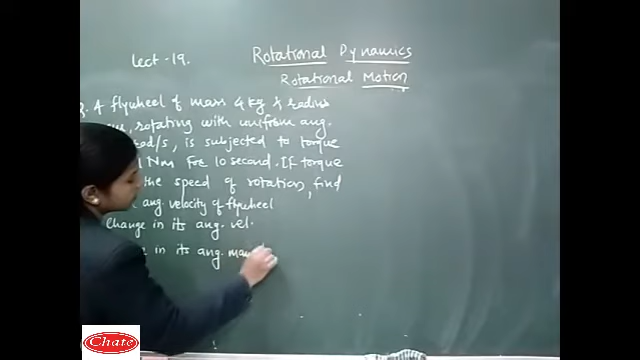 Lect - 19.
Rotational Dynamics
Rotational Motion
A flywheel of mass 4 kg & radius
rotating with uniform ang.
rad/s, is subjected to torque
1 Nm For 10 second. If torque
the speed of rotation, find
ang. velocity of flywheel
Change in its ang. vel.
in its ang. mom
Chate